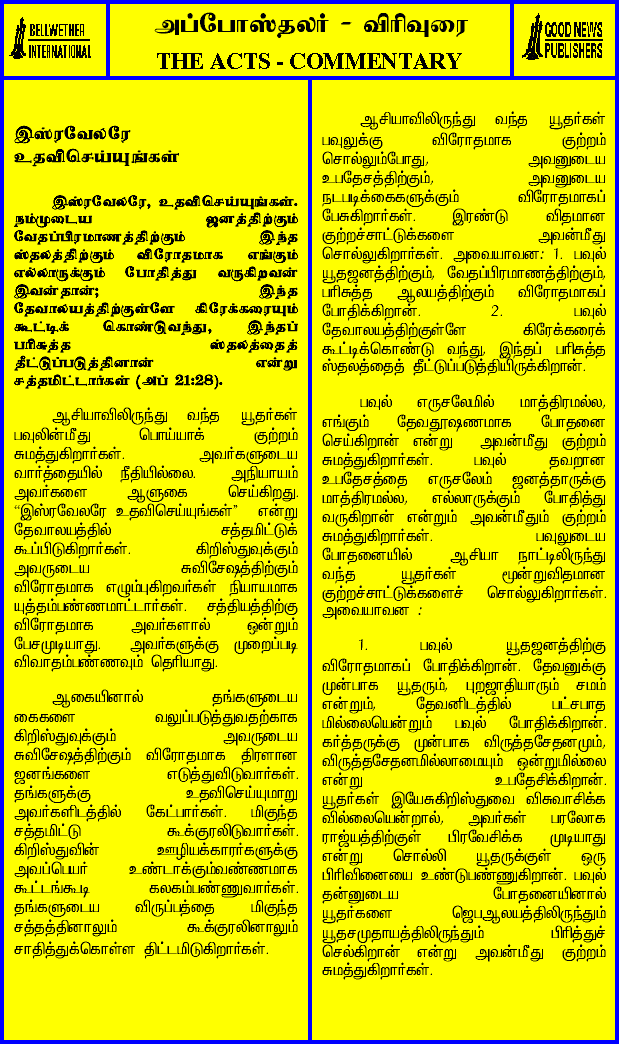 BELLWETHER
INTERNATIONAL
அப்போஸ்தலர் - விரிவுரை
THE ACTS - COMMENTARY
GOOD NEWS
PUBLISHERS
இஸ்ரவேலரே
உதவிசெய்யுங்கள்
இஸ்ரவேலரே, உதவிசெய்யுங்கள்.
நம்முடைய ஜனத்திற்கும்
வேதப்பிரமாணத்திற்கும் இந்த
ஸ்தலத்திற்கும் விரோதமாக எங்கும்
எல்லாருக்கும் போதித்து வருகிறவன்
இவன்தான்; இந்த
தேவாலயத்திற்குள்ளே கிரேக்கரையும்
கூட்டிக் கொண்டுவந்து, இந்தப்
பரிசுத்த ஸ்தலத்தைத்
தீட்டுப்படுத்தினான் என்று
சத்தமிட்டார்கள் (அப் 21:28).
ஆசியாவிலிருந்து வந்த யூதர்கள்
பவுலின்மீது பொய்யாக் குற்றம்
சுமத்துகிறார்கள். அவர்களுடைய
வார்த்தையில் நீதியில்லை. அநியாயம்
அவர்களை ஆளுகை செய்கிறது.
“இஸ்ரவேலரே உதவிசெய்யுங்கள்” என்று
தேவாலயத்தில் சத்தமிட்டுக்
கூப்பிடுகிறார்கள். கிறிஸ்துவுக்கும்
அவருடைய சுவிசேஷத்திற்கும்
விரோதமாக எழும்புகிறவர்கள் நியாயமாக
யுத்தம்பண்ணமாட்டார்கள். சத்தியத்திற்கு
விரோதமாக அவர்களால் ஒன்றும்
பேசமுடியாது. அவர்களுக்கு முறைப்படி
விவாதம்பண்ணவும் தெரியாது.
ஆகையினால் தங்களுடைய
கைகளை வலுப்படுத்துவதற்காக
கிறிஸ்துவுக்கும் அவருடைய
சுவிசேஷத்திற்கும் விரோதமாக திரளான
ஜனங்களை எடுத்துவிடுவார்கள்.
தங்களுக்கு உதவிசெய்யுமாறு
அவர்களிடத்தில் கேட்பார்கள். மிகுந்த
சத்தமிட்டு கூக்குரலிடுவார்கள்.
கிறிஸ்துவின் ஊழியக்காரர்களுக்கு
அவப்பெயர் உண்டாக்கும்வண்ணமாக
கூட்டங்கூடி கலகம்பண்ணுவார்கள்.
தங்களுடைய விருப்பத்தை மிகுந்த
சத்தத்தினாலும் கூக்குரலினாலும்
சாதித்துக்கொள்ள திட்டமிடுகிறார்கள்.
ஆசியாவிலிருந்து வந்த யூதர்கள்
பவுலுக்கு விரோதமாக குற்றம்
சொல்லும்போது, அவனுடைய
உபதேசத்திற்கும், அவனுடைய
நடபடிக்கைகளுக்கும் விரோதமாகப்
பேசுகிறார்கள். இரண்டு விதமான
குற்றச்சாட்டுக்களை அவன்மீது
சொல்லுகிறார்கள். அவையாவன: 1. பவுல்
யூதஜனத்திற்கும், வேதப்பிரமாணத்திற்கும்,
பரிசுத்த ஆலயத்திற்கும் விரோதமாகப்
போதிக்கிறான். 2. பவுல்
தேவாலயத்திற்குள்ளே கிரேக்கரைக்
கூட்டிக்கொண்டு வந்து, இந்தப் பரிசுத்த
ஸ்தலத்தைத் தீட்டுப்படுத்தியிருக்கிறான்.
பவுல் எருசலேமில் மாத்திரமல்ல,
எங்கும் தேவதூஷணமாக போதனை
செய்கிறான் என்று அவன்மீது குற்றம்
சுமத்துகிறார்கள். பவுல் தவறான
உபதேசத்தை எருசலேம் ஜனத்தாருக்கு
மாத்திரமல்ல, எல்லாருக்கும் போதித்து
வருகிறான் என்றும் அவன்மீதும் குற்றம்
சுமத்துகிறார்கள். பவுலுடைய
போதனையில் ஆசியா நாட்டிலிருந்து
வந்த யூதர்கள் மூன்றுவிதமான
குற்றச்சாட்டுக்களைச் சொல்லுகிறார்கள்.
அவையாவன :
1. பவுல் யூதஜனத்திற்கு
விரோதமாகப் போதிக்கிறான். தேவனுக்கு
முன்பாக யூதரும், புறஜாதியாரும் சமம்
என்றும், தேவனிடத்தில் பட்சபாத
மில்லையென்றும் பவுல் போதிக்கிறான்.
கர்த்தருக்கு முன்பாக விருத்தசேதனமும்,
விருத்தசேதனமில்லாமையும் ஒன்றுமில்லை
என்று உபதேசிக்கிறான்.
யூதர்கள் இயேசுகிறிஸ்துவை விசுவாசிக்க
வில்லையென்றால், அவர்கள் பரலோக
ராஜ்யத்திற்குள் பிரவேசிக்க முடியாது
என்று சொல்லி யூதருக்குள் ஒரு
பிரிவினையை உண்டுபண்ணுகிறான். பவுல்
தன்னுடைய போதனையினால்
யூதர்களை ஜெபஆலயத்திலிருந்தும்
யூதசமுதாயத்திலிருந்தும் பிரித்துச்
செல்கிறான் என்று அவன்மீது குற்றம்
சுமத்துகிறார்கள்.